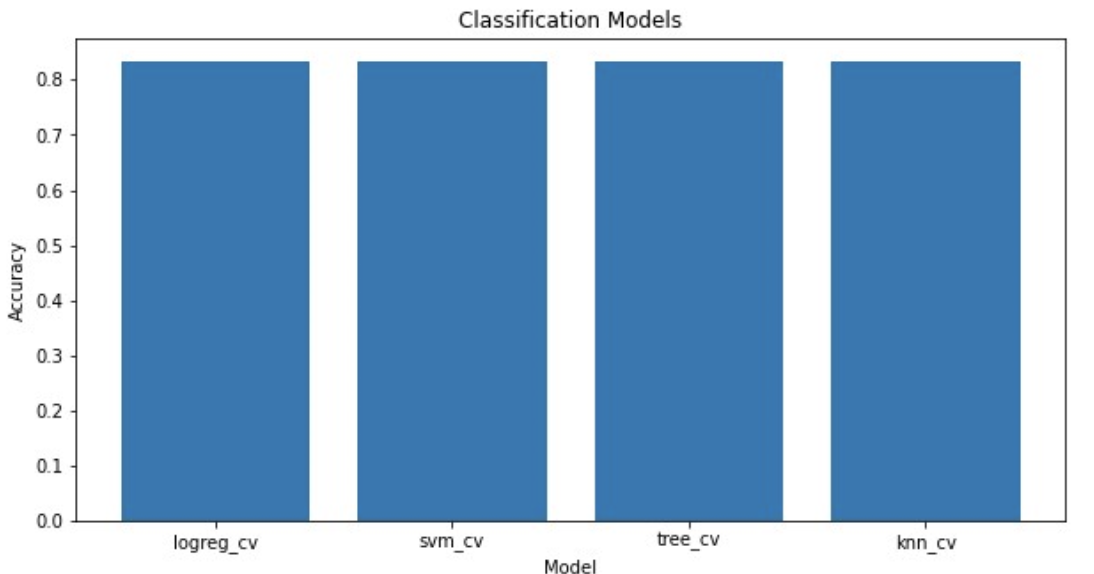 Classification Models
Accuracy
0.8
0.7
0.6
0.5
0.4
0.3
0.2
0.1
0.0
logreg_cv
svm_cv
tree_cv
knn_cv
Model